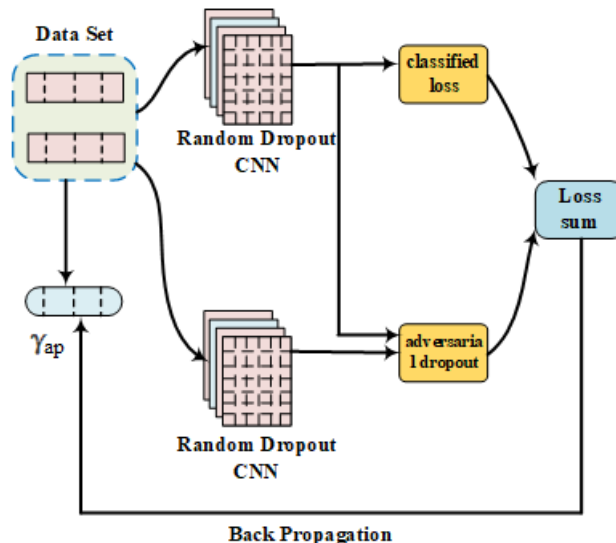 Data Set
Random Dropout
CNN
classified
loss
Loss
sum
γap
adversaria
l dropout
Random Dropout
CNN
Back Propagation